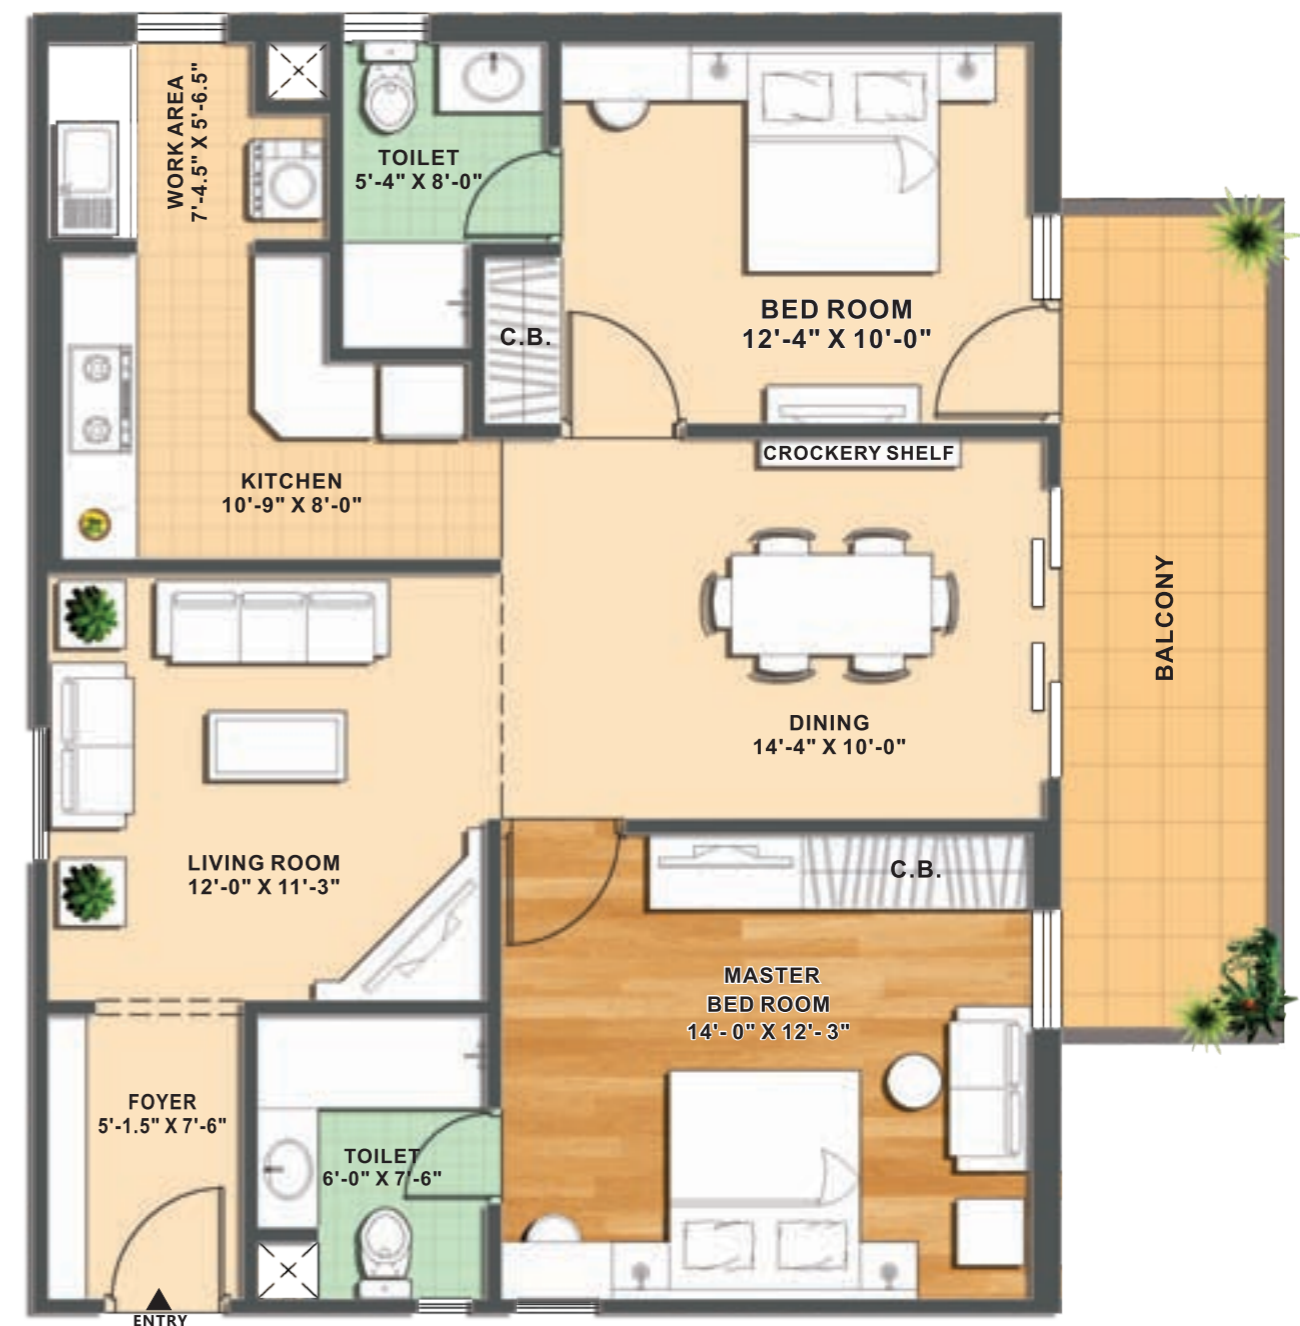 WORK AREA
7'-4.5" X 5'-6.5"
TOILET
5'-4" X 8'-0"
BED ROOM
12'-4" X 10'-0"
C.B.
CROCKERY SHELF
KITCHEN
10'-9" X 8'-0"
BALCONY
DINING
14'-4" X 10'-0"
LIVING ROOM
12'-0" X 11'-3"
C.B.
MASTER
BED ROOM
14'- 0" X 12'- 3"
FOYER
5'-1.5" X 7'-6"
TOILET
6'-0" X 7'-6"
ENTRY